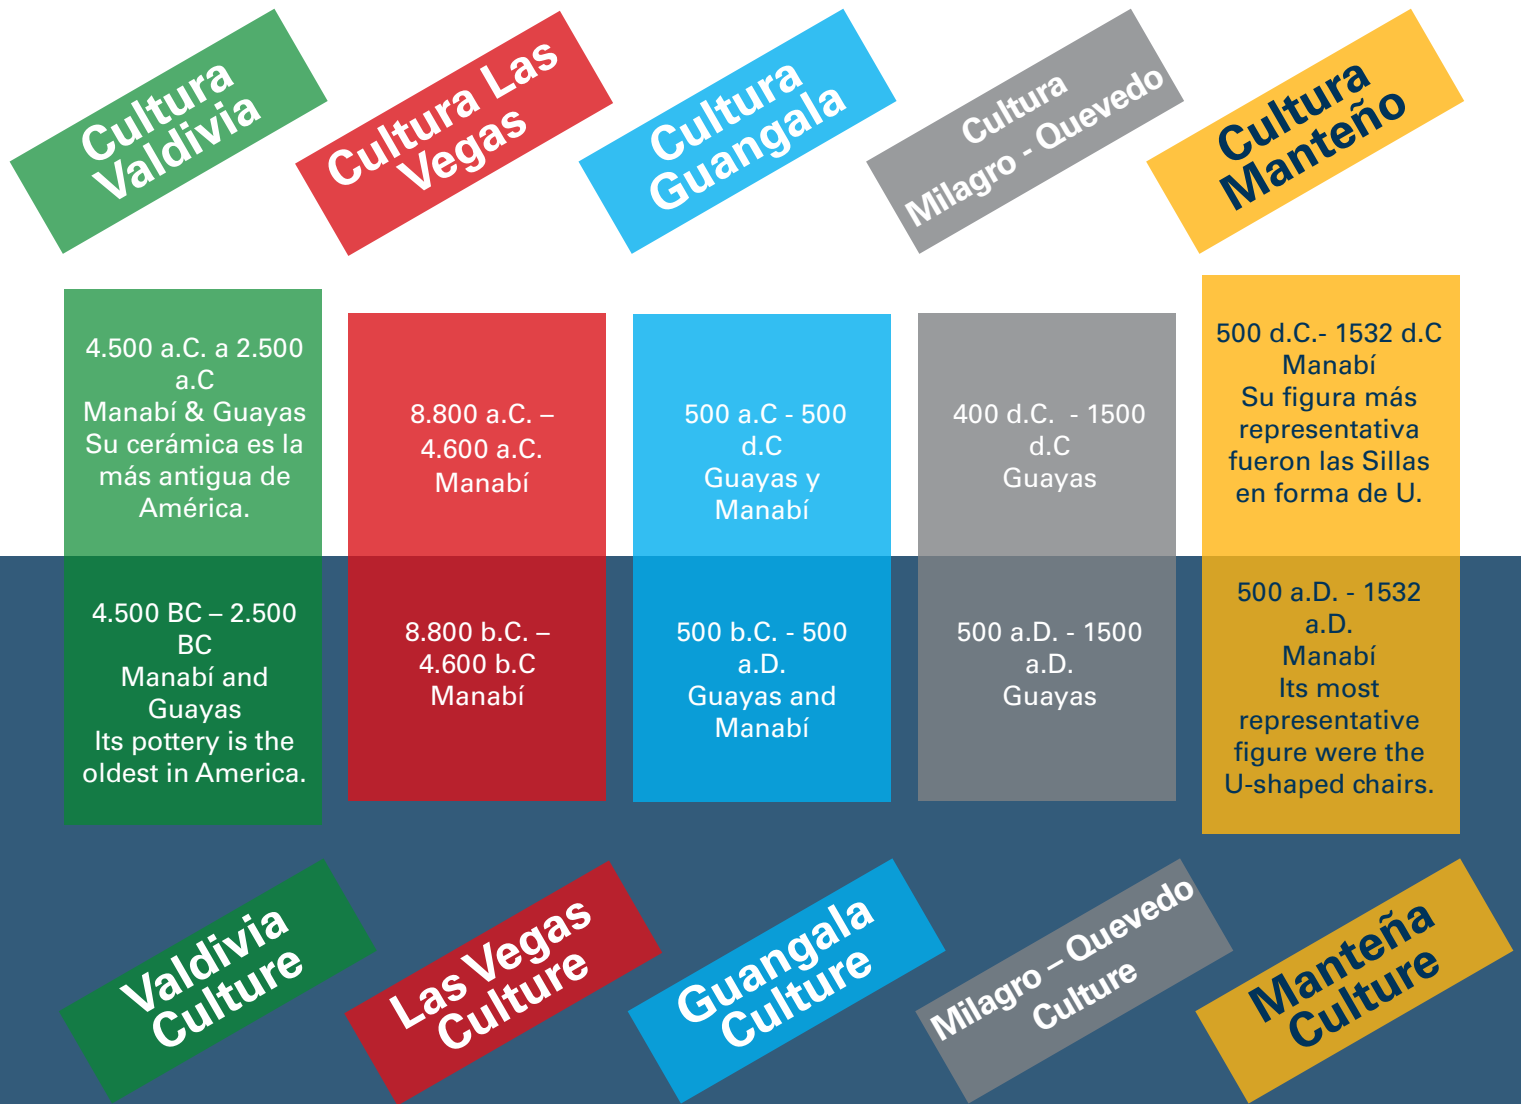 Cultura
Valdivia
Cultura Las
Vegas
Cultura
Guangala
Cultura
Milagro - Quevedo
Cultura
Manteño
4.500 a.C. a 2.500
a.C
Manabí & Guayas
Su cerámica es la
más antigua de
América.
8.800 a.C. –
4.600 a.C.
Manabí
500 a.C - 500
d.C
Guayas y
Manabí
400 d.C. - 1500
d.C
Guayas
500 d.C.- 1532 d.C
Manabí
Su figura más
representativa
fueron las Sillas
en forma de U.
4.500 BC – 2.500
BC
Manabí and
Guayas
Its pottery is the
oldest in America.
8.800 b.C. –
4.600 b.C
Manabí
500 b.C. - 500
a.D.
Guayas and
Manabí
500 a.D. - 1500
a.D.
Guayas
500 a.D. - 1532
a.D.
Manabí
Its most
representative
figure were the
U-shaped chairs.
Valdivia
Culture
Las Vegas
Culture
Guangala
Culture
Milagro – Quevedo
Culture
Manteña
Culture